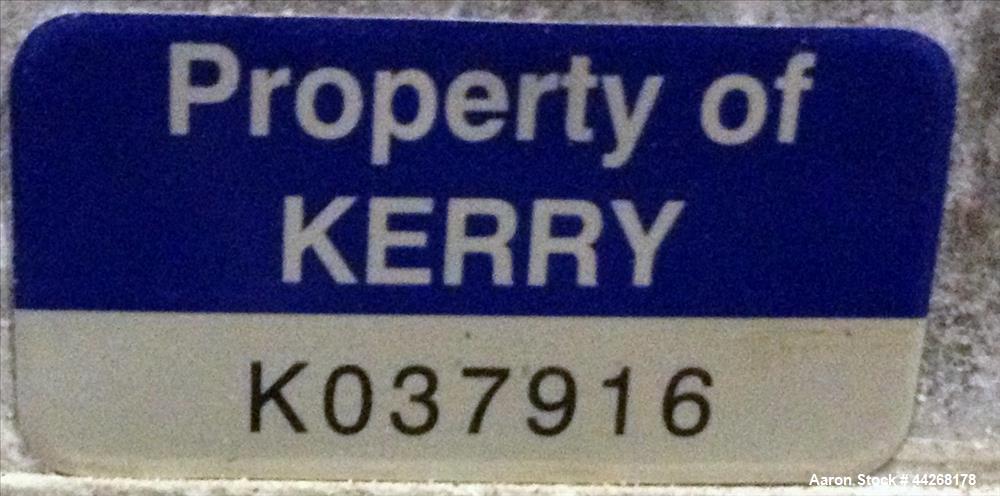 Property of
KERRY
K037916
Aaron Stock # 44268178